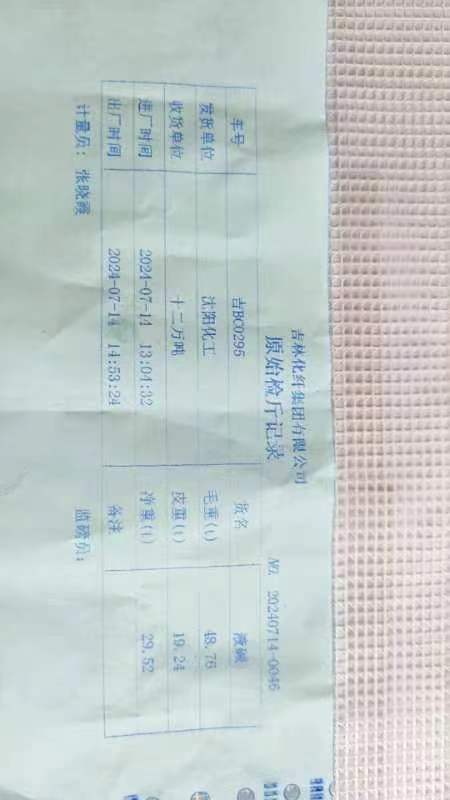 吉林化纤集团有限公司
原始检斤记录
NO. 20240714-0046
车号 吉BC0295 货名 液碱
发货单位 沈阳化工 毛重(t) 48.76
收货单位 十二万吨 皮重(t) 19.24
进厂时间 2024-07-14 13:04:32 净重(t) 29.52
出厂时间 2024-07-14 14:53:24 备注
计量员: 张晓霞 监磅员: